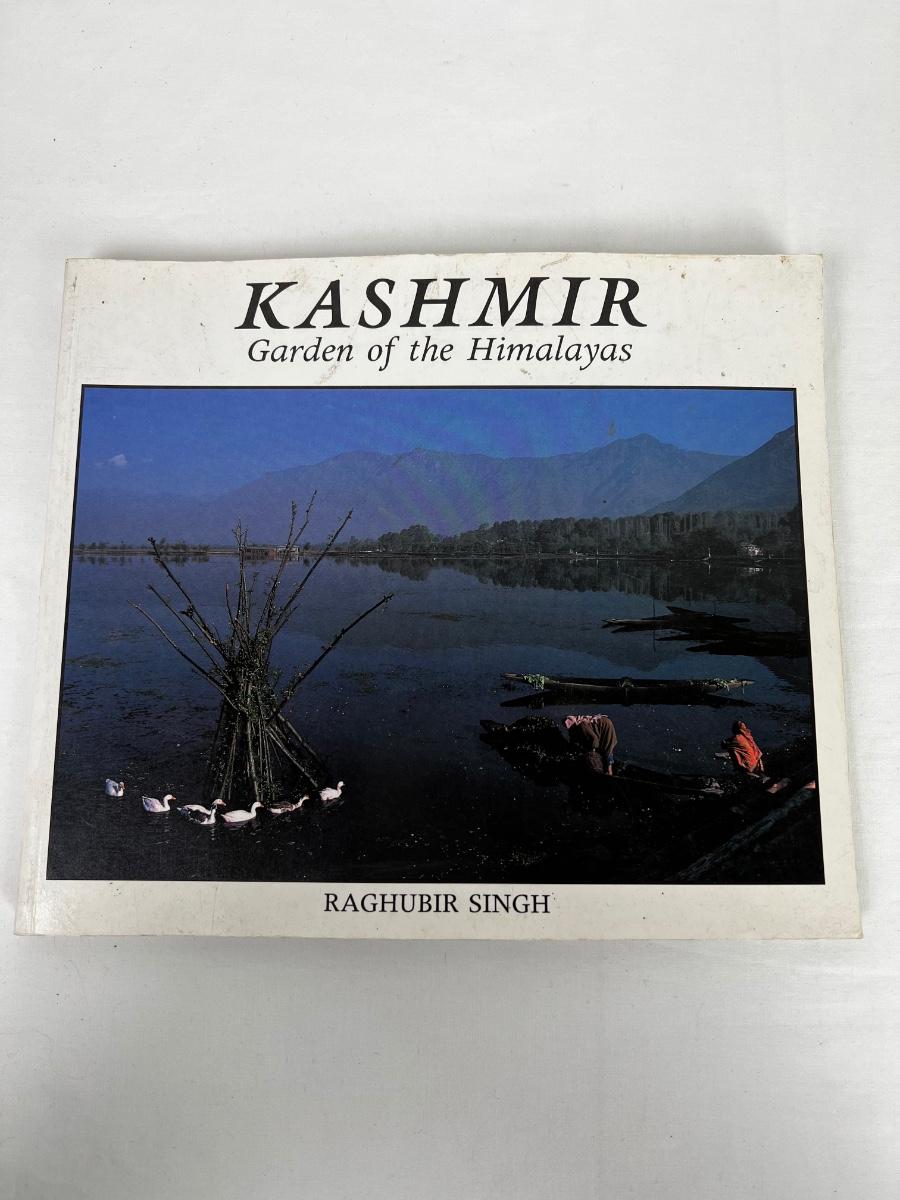 KASHMIR
Garden of the Himalayas
RAGHUBIR SINGH